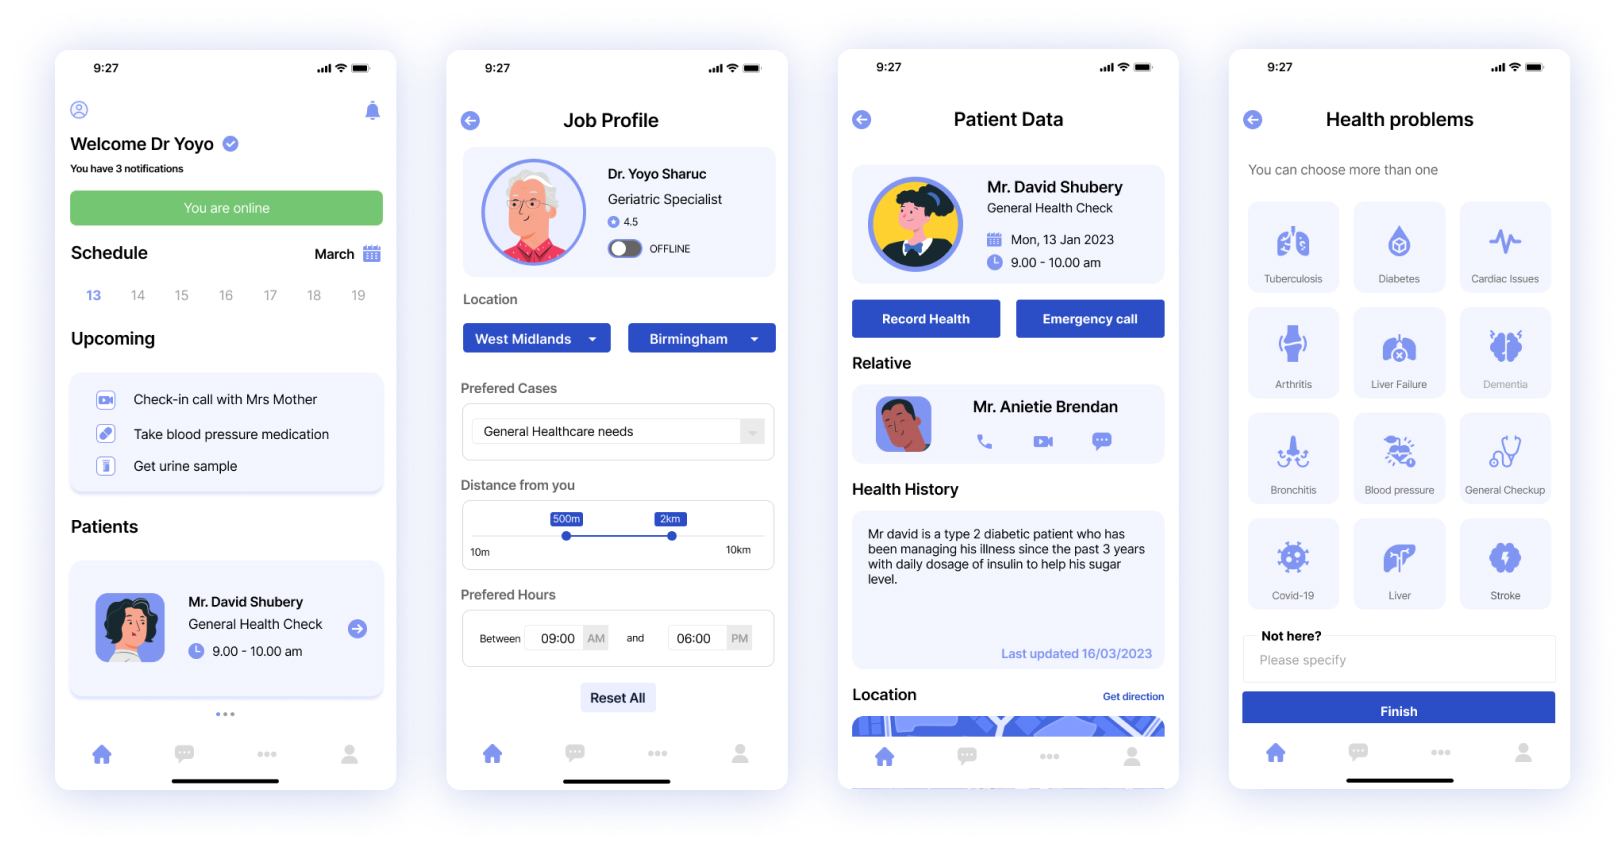 9:27
Welcome Dr Yoyo
You have 3 notifications
You are online
Schedule
March
13 14 15 16 17 18 19
Upcoming
Check-in call with Mrs Mother
Take blood pressure medication
Get urine sample
Patients
Mr. David Shubery
General Health Check
9.00 - 10.00 am
9:27
Job Profile
Dr. Yoyo Sharuc
Geriatric Specialist
4.5
OFFLINE
Location
West Midlands
Birmingham
Prefered Cases
General Healthcare needs
Distance from you
500m
2km
10m
10km
Prefered Hours
Between 09:00 AM and 06:00 PM
Reset All
9:27
Patient Data
Mr. David Shubery
General Health Check
Mon, 13 Jan 2023
9.00 - 10.00 am
Record Health
Emergency call
Relative
Mr. Anietie Brendan
Health History
Mr david is a type 2 diabetic patient who has
been managing his illness since the past 3 years
with daily dosage of insulin to help his sugar
level.
Last updated 16/03/2023
Location
Get direction
9:27
Health problems
You can choose more than one
Tuberculosis
Diabetes
Cardiac Issues
Arthritis
Liver Failure
Dementia
Bronchitis
Blood pressure
General Checkup
Covid-19
Liver
Stroke
Not here?
Please specify
Finish